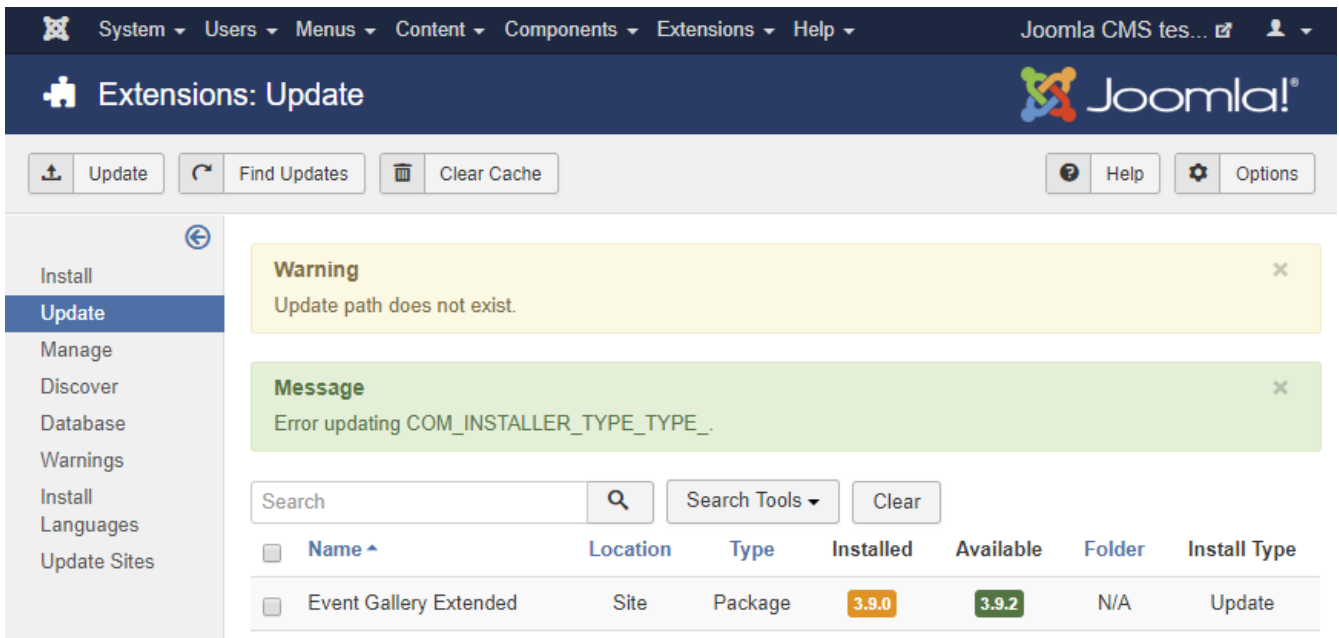 System Users Menus Content Components Extensions Help Joomla CMS tes...
Extensions: Update Joomla!®
Update Find Updates Clear Cache Help Options
Install
Update
Manage
Discover
Database
Warnings
Install
Languages
Update Sites
Warning
Update path does not exist.
Message
Error updating COM_INSTALLER_TYPE_TYPE_.
Search Search Tools Clear
Name Location Type Installed Available Folder Install Type
Event Gallery Extended Site Package 3.9.0 3.9.2 N/A Update